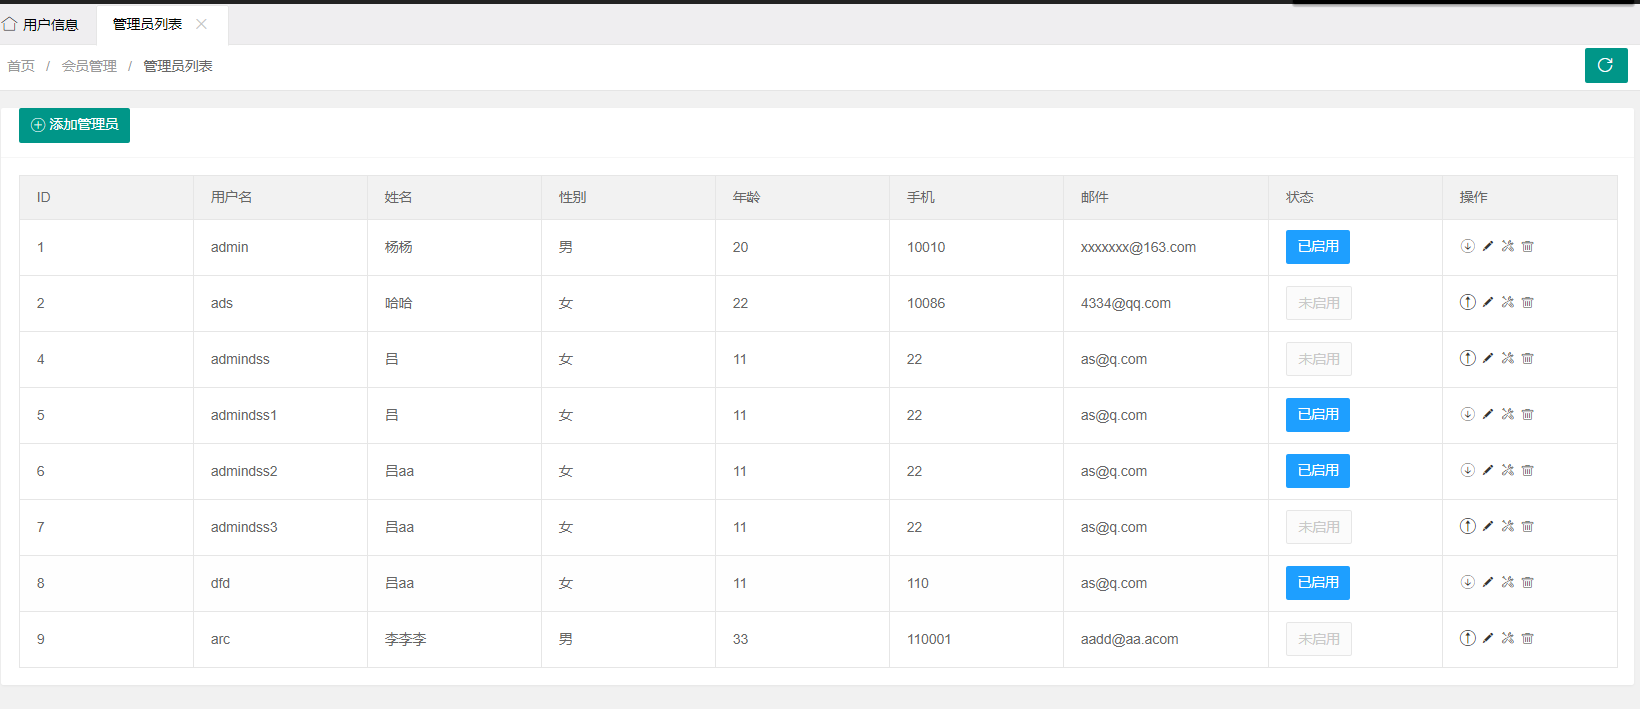 用户信息 管理员列表
首页 / 会员管理 / 管理员列表
添加管理员
ID 用户名 姓名 性别 年龄 手机 邮件 状态 操作
1 admin 杨杨 男 20 10010 xxxxxxx@163.com 已启用
2 ads 哈哈 女 22 10086 4334@qq.com 未启用
4 admindss 吕 女 11 22 as@q.com 未启用
5 admindss1 吕 女 11 22 as@q.com 已启用
6 admindss2 吕aa 女 11 22 as@q.com 已启用
7 admindss3 吕aa 女 11 22 as@q.com 未启用
8 dfd 吕aa 女 11 110 as@q.com 已启用
9 arc 李李李 男 33 110001 aadd@aa.acom 未启用